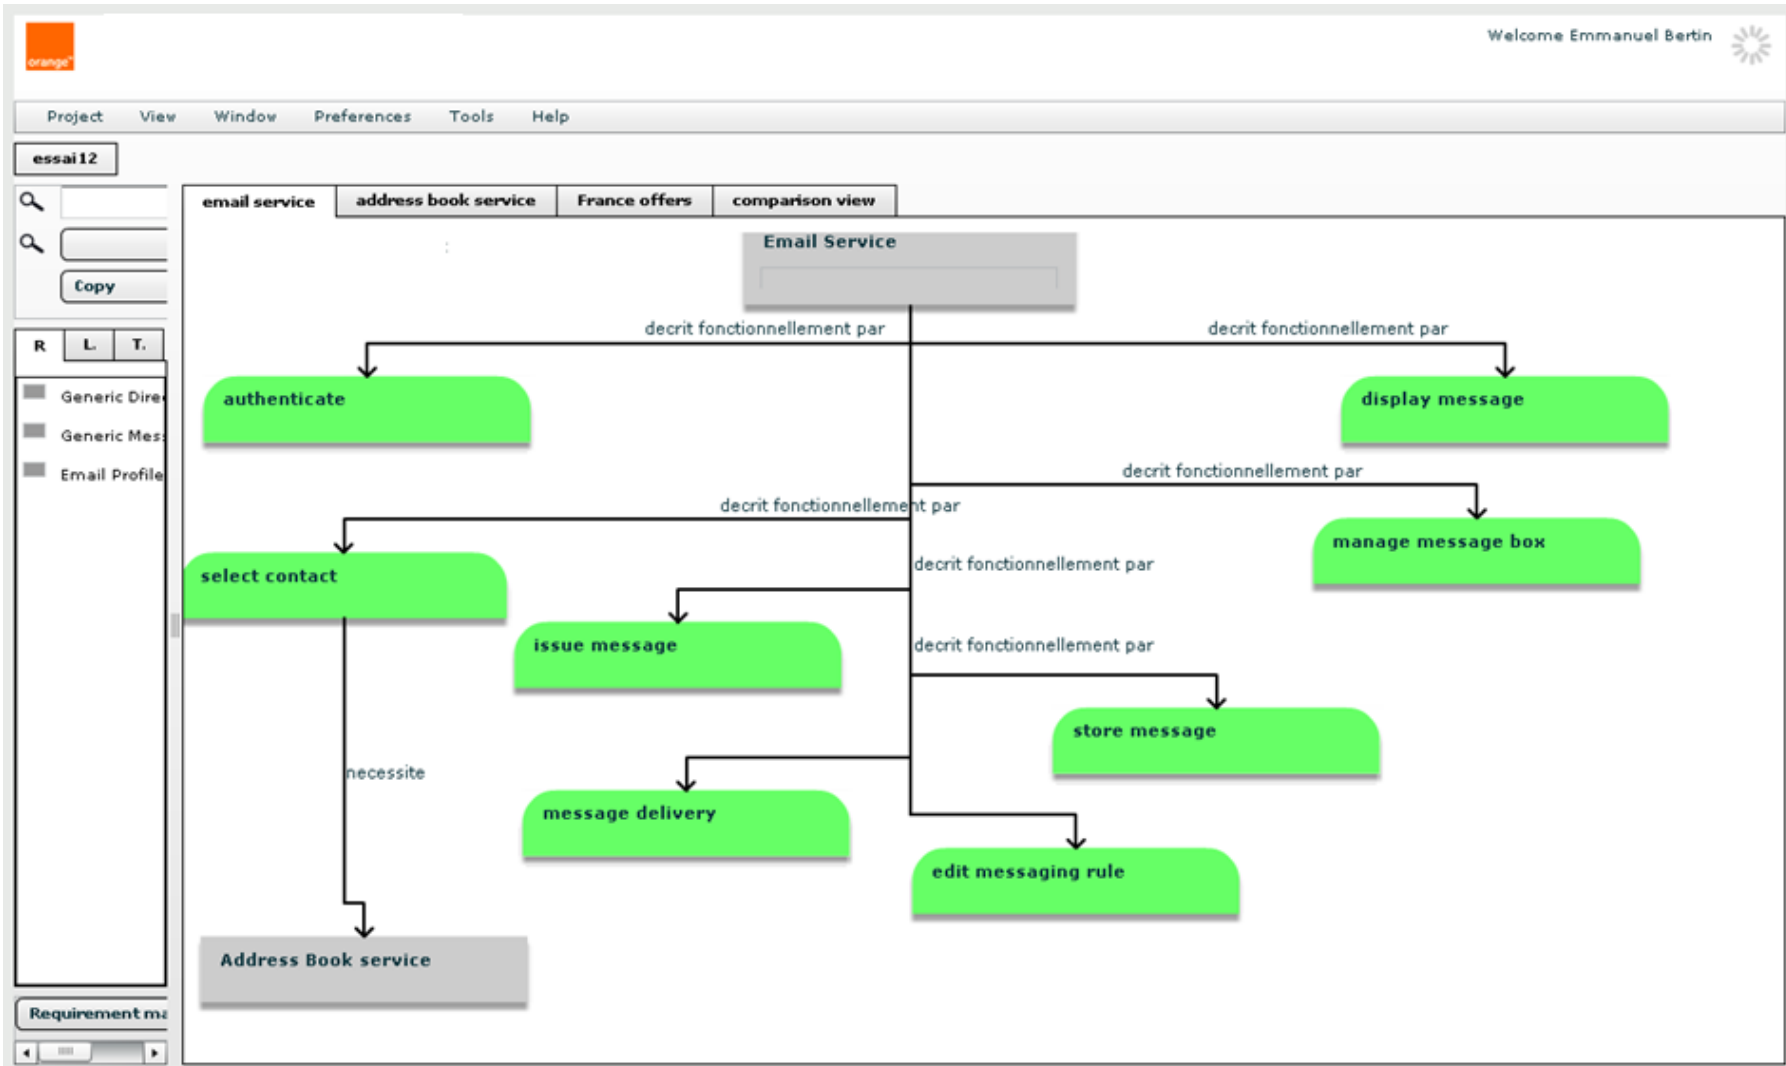 orange™
Welcome Emmanuel Bertin
Project View Window Preferences Tools Help
essai12
email service address book service France offers comparison view
Copy
R L. T.
Generic Dire
Generic Mes
Email Profile
Requirement ma
Email Service
decrit fonctionnellement par decrit fonctionnellement par
authenticate
display message
decrit fonctionnellement par
decrit fonctionnellement par
manage message box
decrit fonctionnellement par
select contact
issue message
decrit fonctionnellement par
store message
necessite
message delivery
edit messaging rule
Address Book service